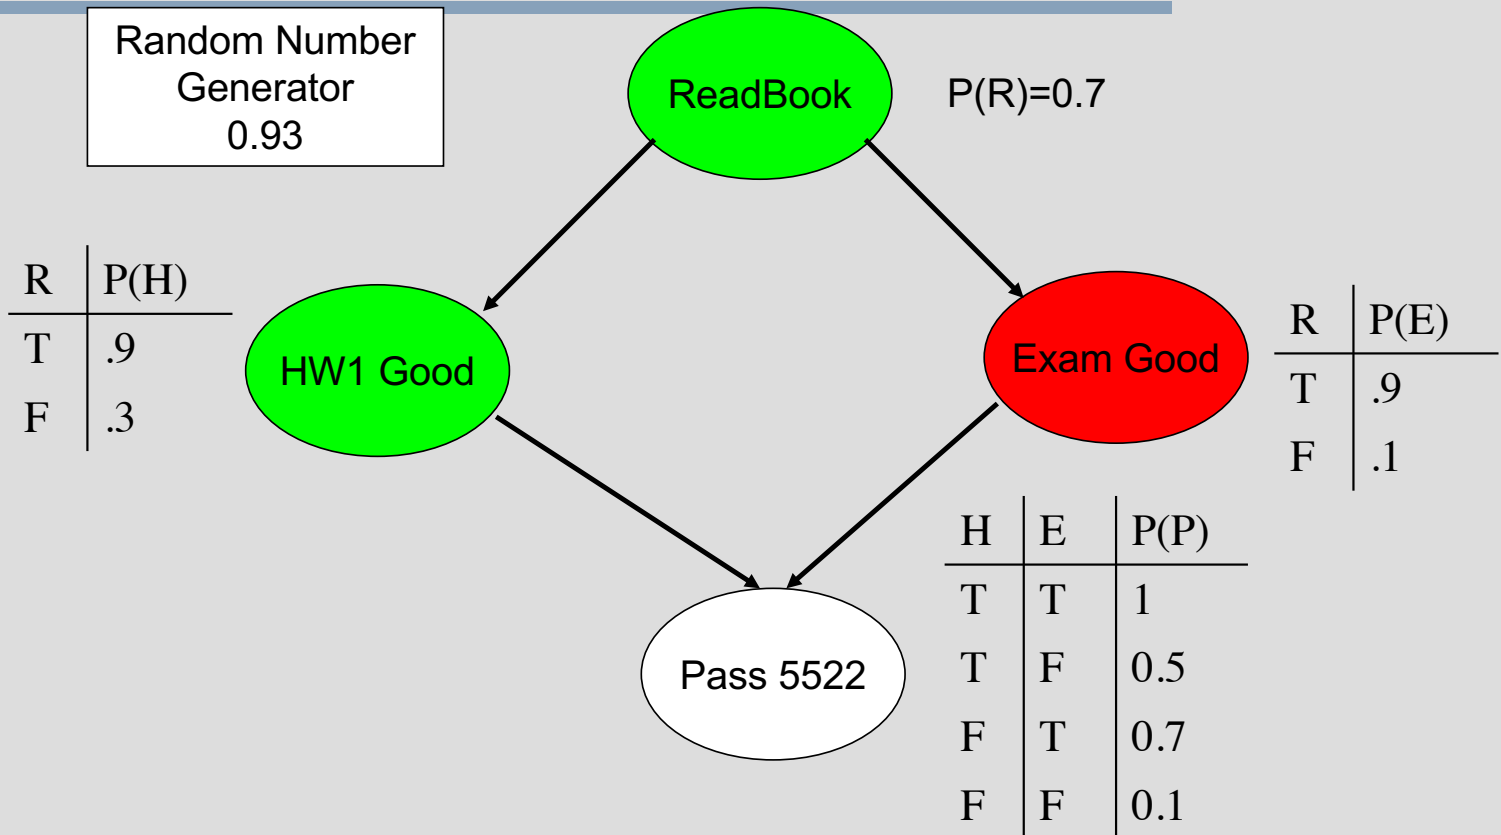 Random Number
Generator
0.93
ReadBook
P(R)=0.7
R P(H)
T .9
F .3
HW1 Good
Exam Good
R P(E)
T .9
F .1
Pass 5522
H E P(P)
T T 1
T F 0.5
F T 0.7
F F 0.1